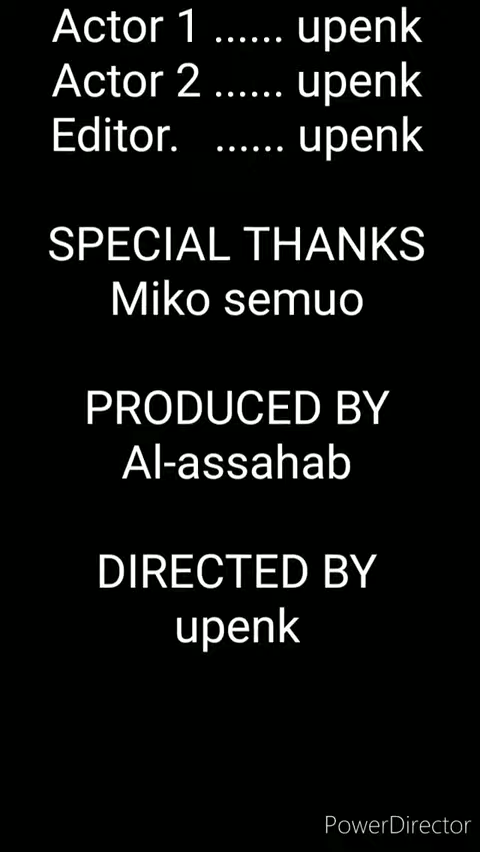 Actor 1 ...... upenk
Actor 2 ...... upenk
Editor.   ...... upenk
SPECIAL THANKS
Miko semuo
PRODUCED BY
Al-assahab
DIRECTED BY
upenk
PowerDirector